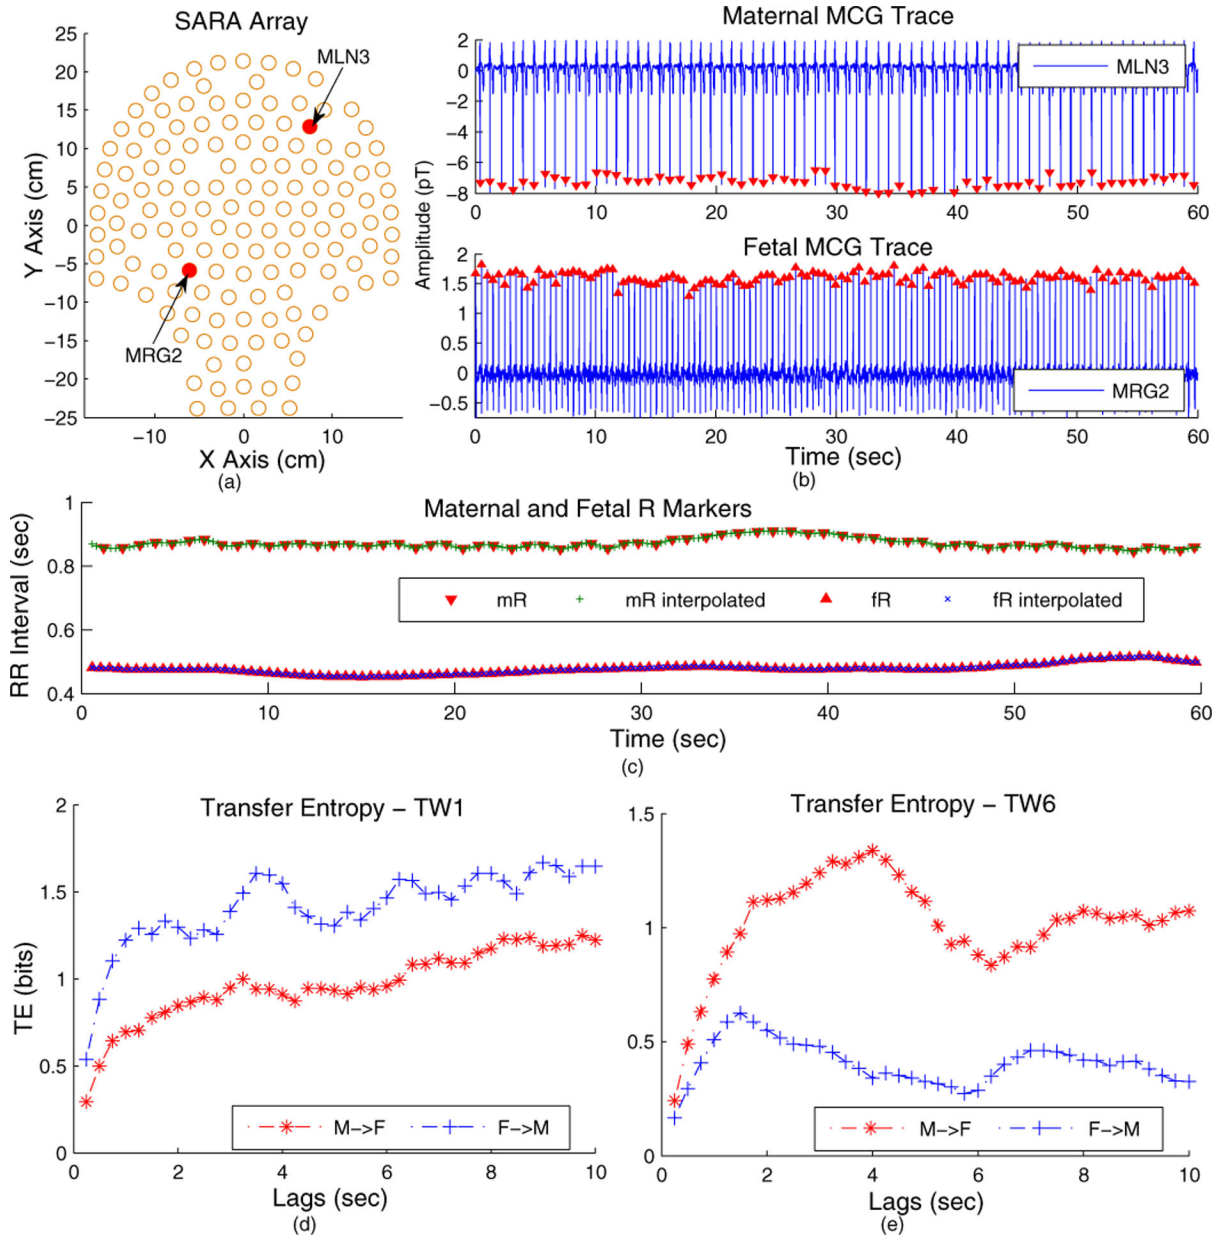 SARA Array
25
20
15
10
5
0
−5
−10
−15
−20
−25
Y Axis (cm)
MLN3
MRG2
−10
0
10
X Axis (cm)
(a)
Maternal MCG Trace
2
0
−2
−4
−6
−8
MLN3
0
10
20
30
40
50
60
Amplitude (pT)
Fetal MCG Trace
2
1.5
1
0.5
0
−0.5
MRG2
0
10
20
30
40
50
60
Time (sec)
(b)
Maternal and Fetal R Markers
1
0.8
0.6
0.4
RR Interval (sec)
mR
mR interpolated
fR
fR interpolated
0
10
20
30
40
50
60
Time (sec)
(c)
Transfer Entropy − TW1
2
1.5
1
0.5
0
TE (bits)
M−>F
F−>M
0
2
4
6
8
10
Lags (sec)
(d)
Transfer Entropy − TW6
1.5
1
0.5
0
M−>F
F−>M
0
2
4
6
8
10
Lags (sec)
(e)